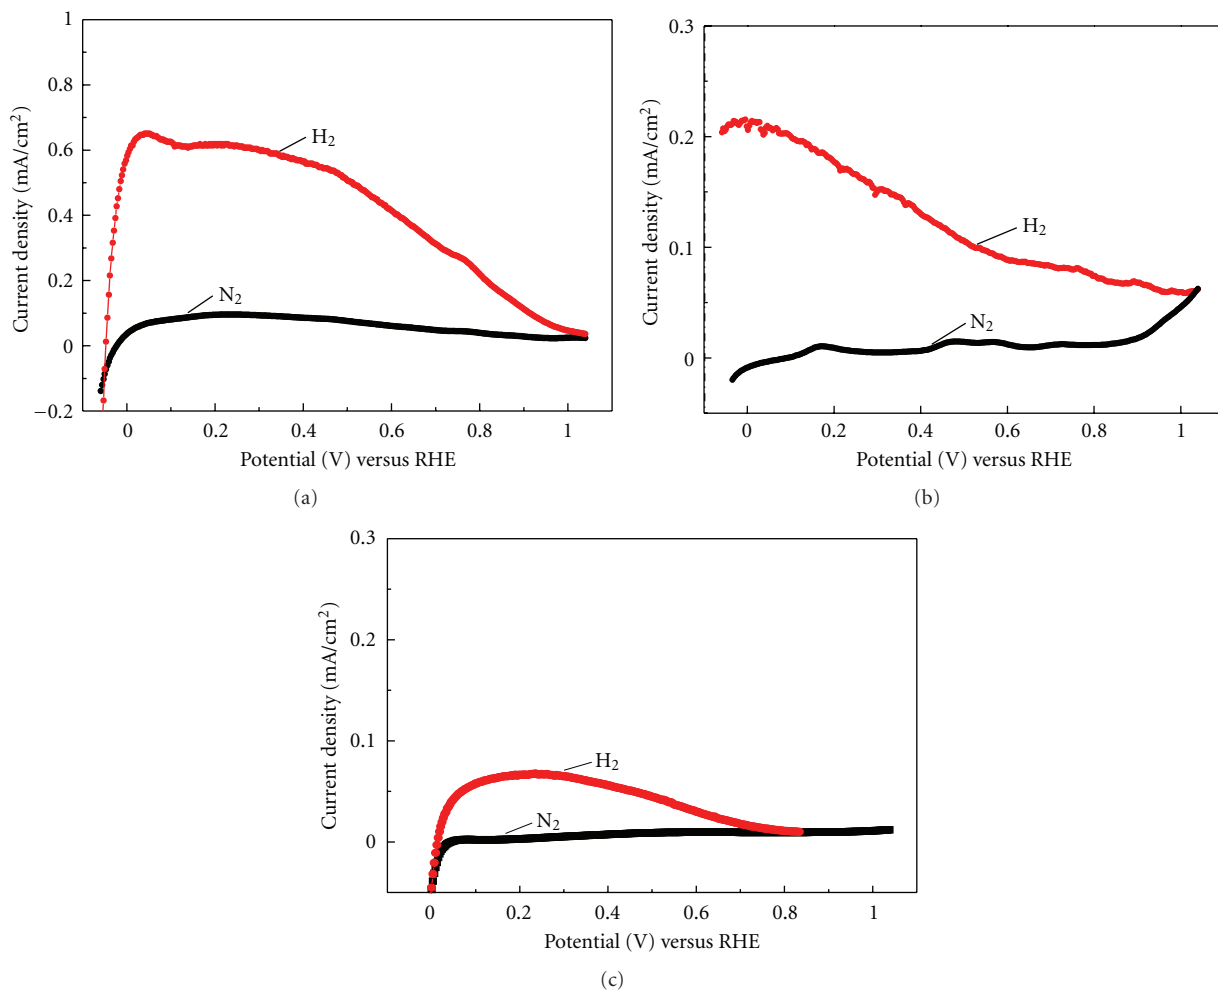 1
0.8
0.6
0.4
0.2
0
−0.2
Current density (mA/cm²)
H₂
N₂
0 0.2 0.4 0.6 0.8 1
Potential (V) versus RHE
(a)
0.3
0.2
0.1
0
Current density (mA/cm²)
H₂
N₂
0 0.2 0.4 0.6 0.8 1
Potential (V) versus RHE
(b)
0.3
0.2
0.1
0
Current density (mA/cm²)
H₂
N₂
0 0.2 0.4 0.6 0.8 1
Potential (V) versus RHE
(c)